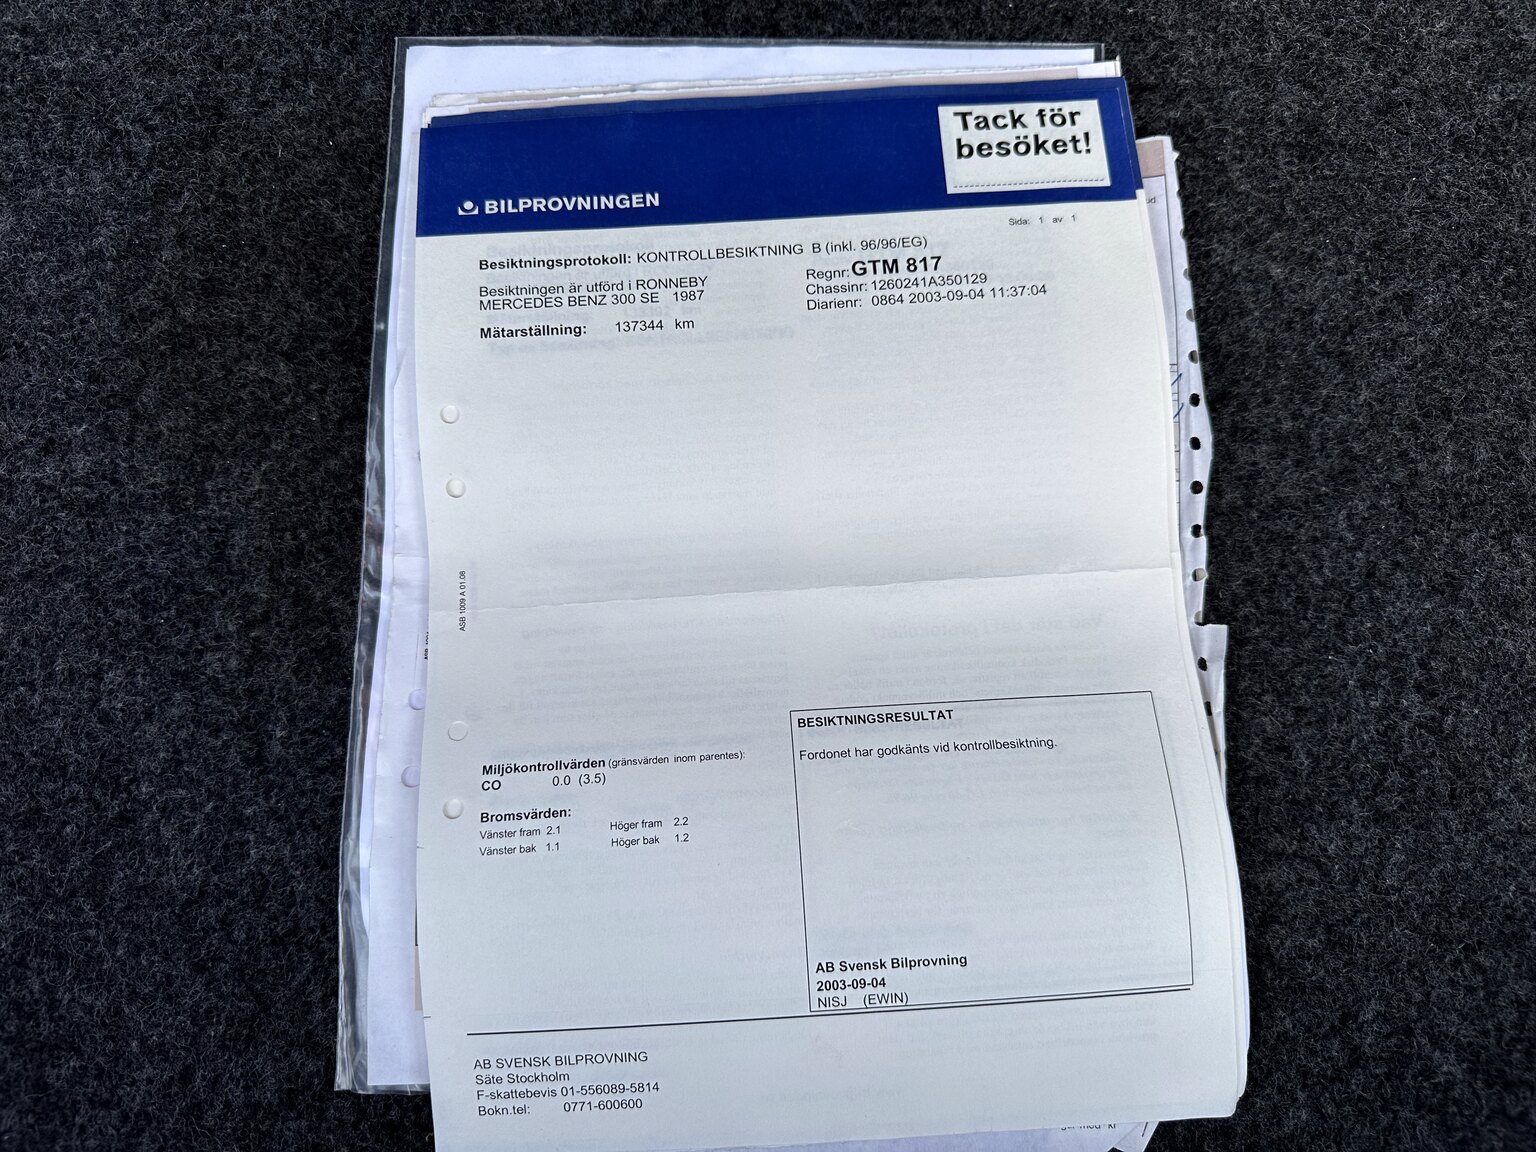 Tack för
besöket!
BILPROVNINGEN
Sida: 1 av 1
Besiktningsprotokoll: KONTROLLBESIKTNING B (inkl. 96/96/EG)
Besiktningen är utförd i RONNEBY
MERCEDES BENZ 300 SE 1987
Mätarställning: 137344 km
Regnr: GTM 817
Chassinr: 1260241A350129
Diarienr: 0864 2003-09-04 11:37:04
ASB 1009 A 01.08
Miljökontrollvärden (gränsvärden inom parentes):
CO 0.0 (3.5)
Bromsvärden:
Vänster fram 2.1 Höger fram 2.2
Vänster bak 1.1 Höger bak 1.2
BESIKTNINGSRESULTAT
Fordonet har godkänts vid kontrollbesiktning.
AB Svensk Bilprovning
2003-09-04
NISJ (EWIN)
AB SVENSK BILPROVNING
Säte Stockholm
F-skattebevis 01-556089-5814
Bokn.tel: 0771-600600